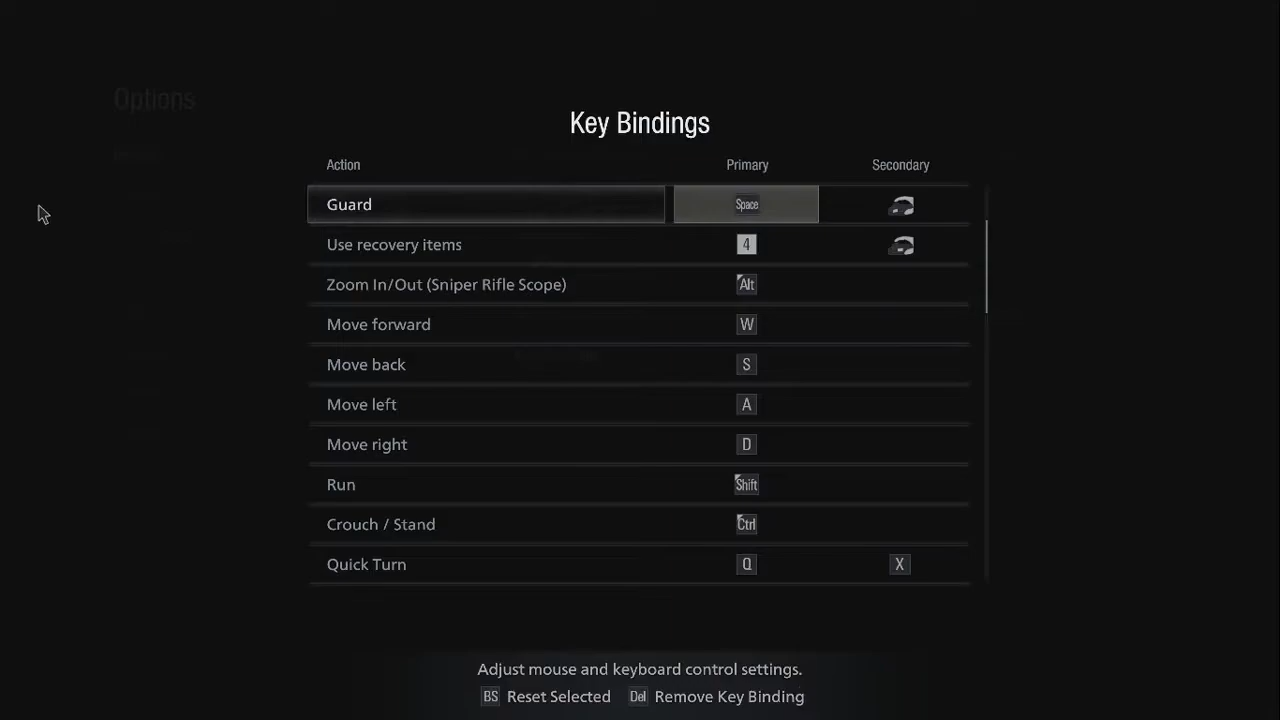 Options
Key Bindings
Action Primary Secondary
Guard Space
Use recovery items 4
Zoom In/Out (Sniper Rifle Scope) Alt
Move forward W
Move back S
Move left A
Move right D
Run Shift
Crouch / Stand Ctrl
Quick Turn Q X
Adjust mouse and keyboard control settings.
BS Reset Selected Del Remove Key Binding